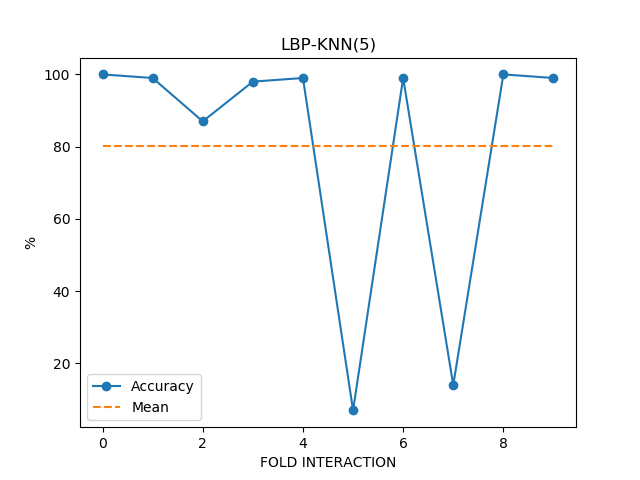 LBP-KNN(5)
100
80
60
40
20
%
Accuracy
Mean
0 2 4 6 8
FOLD INTERACTION